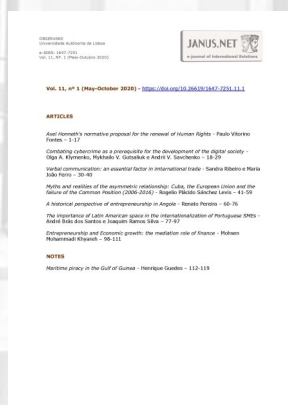 OBSERVARE
Universidade Autónoma de Lisboa
e-ISSN: 1647-7251
Vol. 11, Nº. 1 (May-October 2020)
JANUS.NET
e-journal of International Relations
Vol. 11, nº 1 (May-October 2020) - https://doi.org/10.26619/1647-7251.11.1
ARTICLES
Axel Honneth's normative proposal for the renewal of Human Rights - Paulo Vitorino
Fontes – 1-17
Combating cybercrime as a prerequisite for the development of the digital society -
Olga A. Klymenko, Mykhailo V. Gutsaliuk e Andrii V. Savchenko – 18-29
Verbal communication: an essential factor in international trade - Sandra Ribeiro e Maria
João Ferro – 30-40
Myths and realities of the asymmetric relationship: Cuba, the European Union and the
failure of the Common Position (2006-2016) - Rogelio Plácido Sánchez Levis – 41-59
A historical perspective of entrepreneurship in Angola - Renato Pereira – 60-76
The importance of Latin American space in the internationalization of Portuguese SMEs -
André Brás dos Santos e Joaquim Ramos Silva – 77-97
Entrepreneurship and Economic growth: the mediation role of finance - Mohsen
Mohammadi Khyareh – 98-111
NOTES
Maritime piracy in the Gulf of Guinea - Henrique Guedes – 112-119